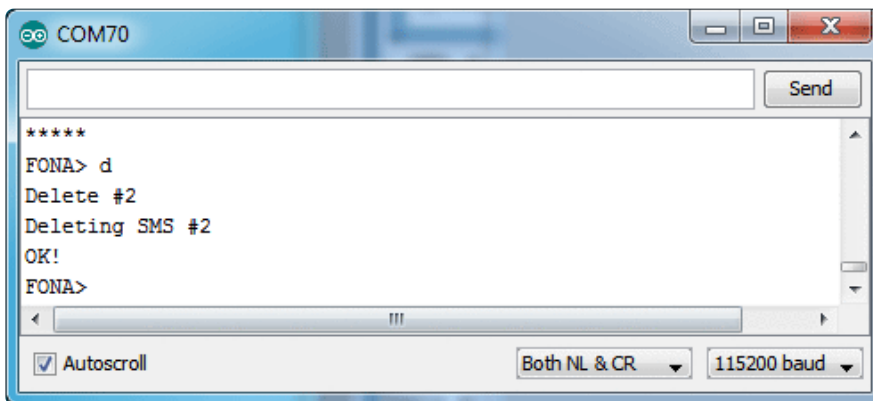 COM70
Send
*****
FONA> d
Delete #2
Deleting SMS #2
OK!
FONA>
Autoscroll
Both NL & CR
115200 baud